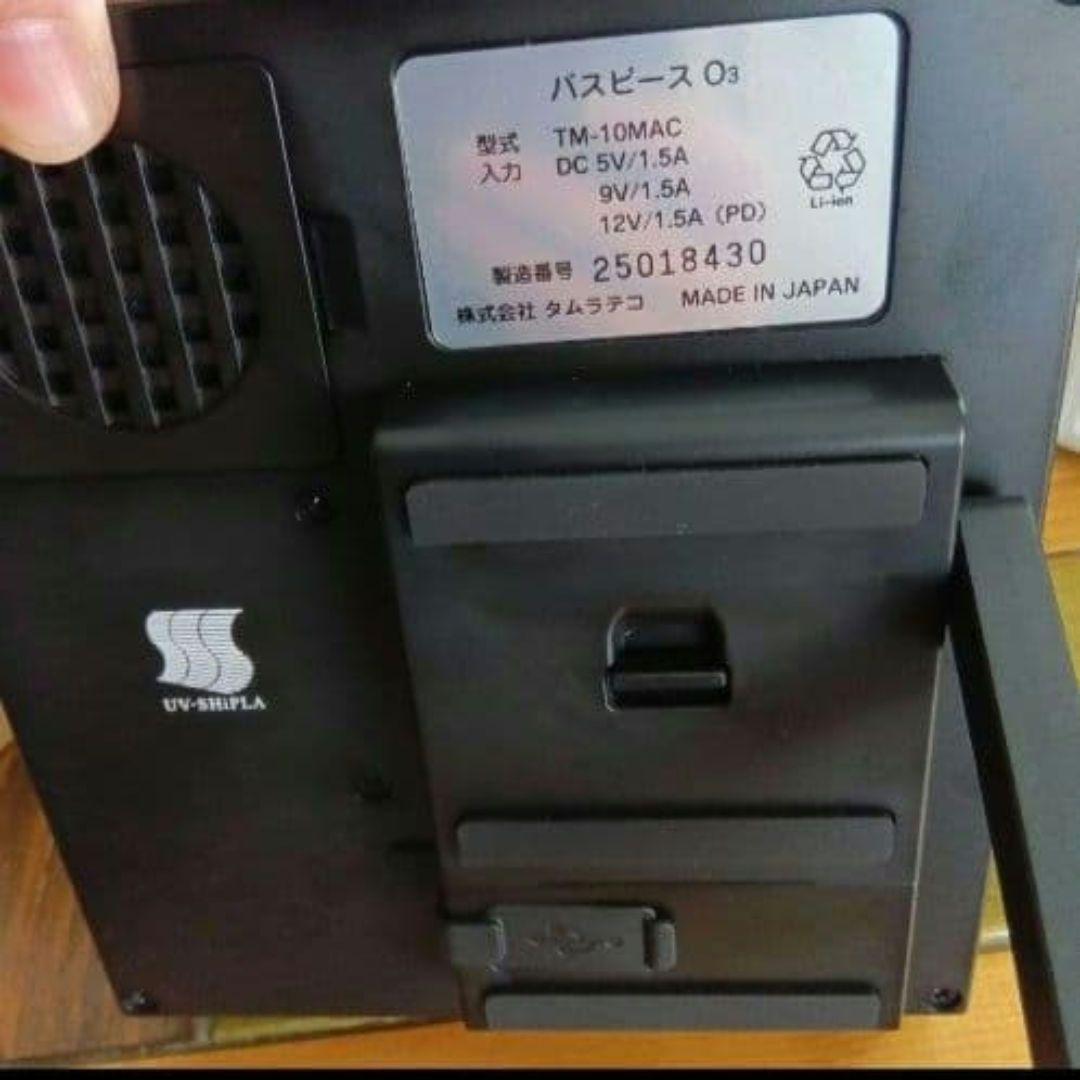 バスピース O3
型式 TM-10MAC
入力 DC 5V/1.5A
9V/1.5A
12V/1.5A（PD）
Li-ion
製造番号 25018430
株式会社 タムラテコ MADE IN JAPAN
UV-SHiPLA